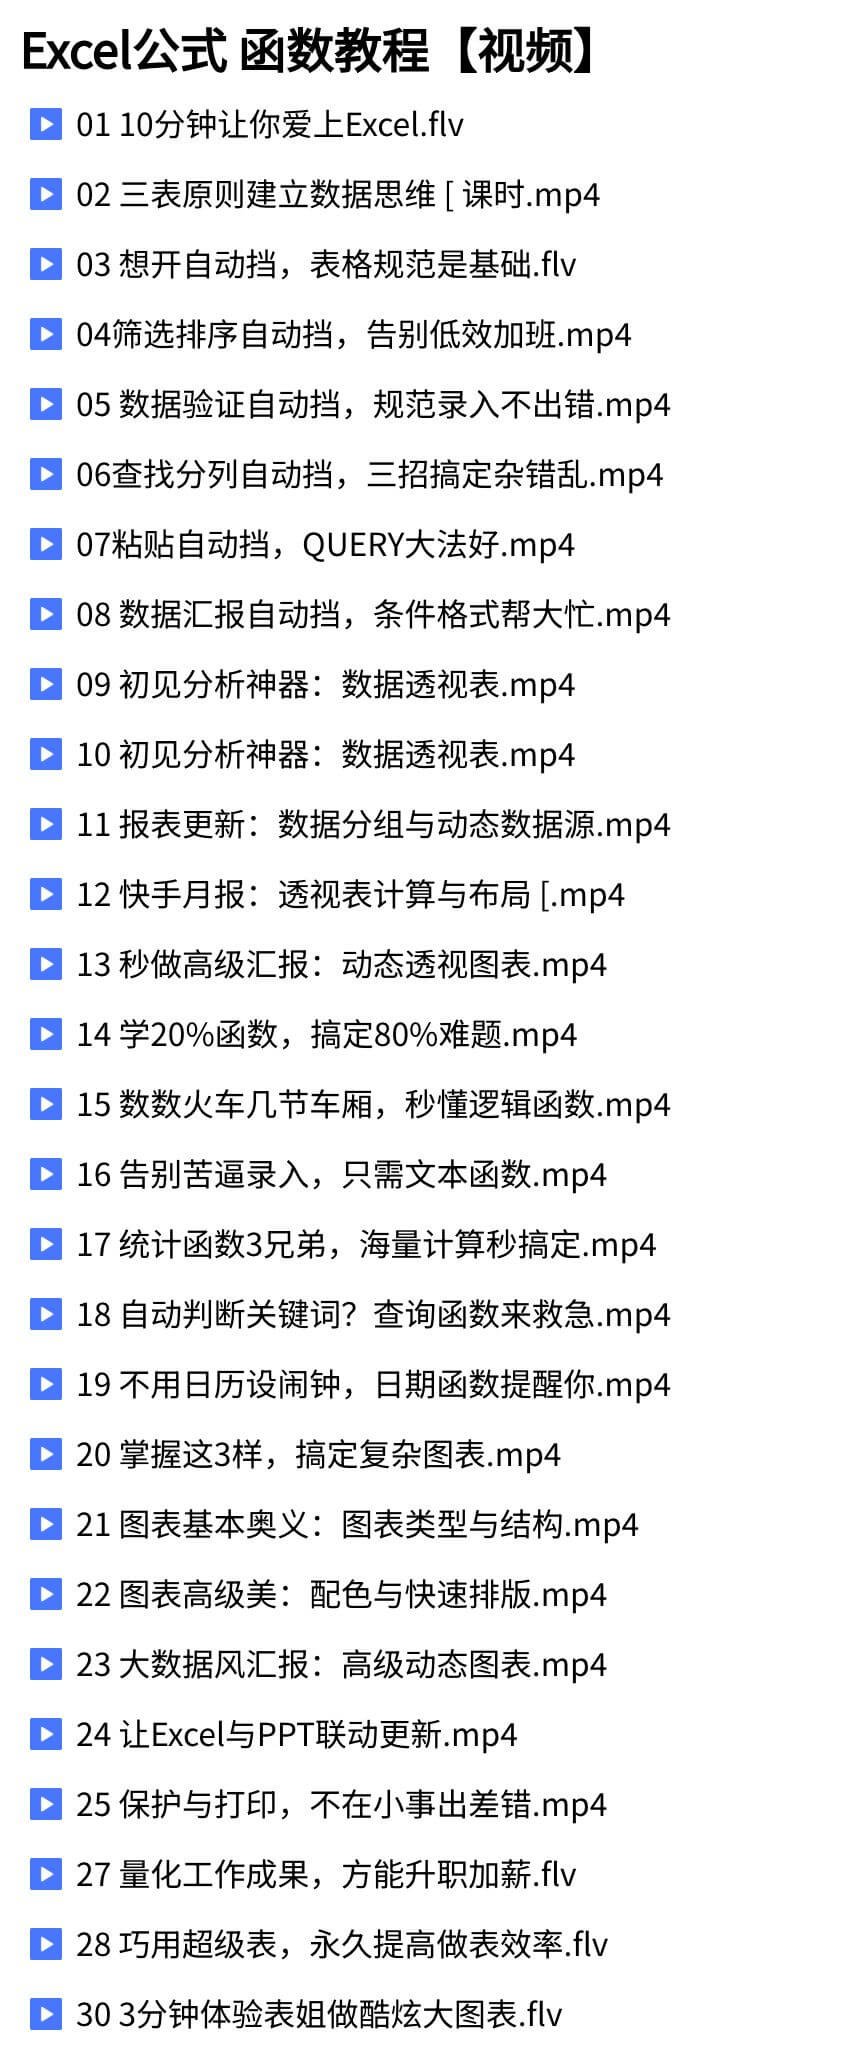 Excel公式 函数教程【视频】
01 10分钟让你爱上Excel.flv
02 三表原则建立数据思维 [ 课时.mp4
03 想开自动挡，表格规范是基础.flv
04筛选排序自动挡，告别低效加班.mp4
05 数据验证自动挡，规范录入不出错.mp4
06查找分列自动挡，三招搞定杂错乱.mp4
07粘贴自动挡，QUERY大法好.mp4
08 数据汇报自动挡，条件格式帮大忙.mp4
09 初见分析神器：数据透视表.mp4
10 初见分析神器：数据透视表.mp4
11 报表更新：数据分组与动态数据源.mp4
12 快手月报：透视表计算与布局 [.mp4
13 秒做高级汇报：动态透视图表.mp4
14 学20%函数，搞定80%难题.mp4
15 数数火车几节车厢，秒懂逻辑函数.mp4
16 告别苦逼录入，只需文本函数.mp4
17 统计函数3兄弟，海量计算秒搞定.mp4
18 自动判断关键词？查询函数来救急.mp4
19 不用日历设闹钟，日期函数提醒你.mp4
20 掌握这3样，搞定复杂图表.mp4
21 图表基本奥义：图表类型与结构.mp4
22 图表高级美：配色与快速排版.mp4
23 大数据风汇报：高级动态图表.mp4
24 让Excel与PPT联动更新.mp4
25 保护与打印，不在小事出差错.mp4
27 量化工作成果，方能升职加薪.flv
28 巧用超级表，永久提高做表效率.flv
30 3分钟体验表姐做酷炫大图表.flv